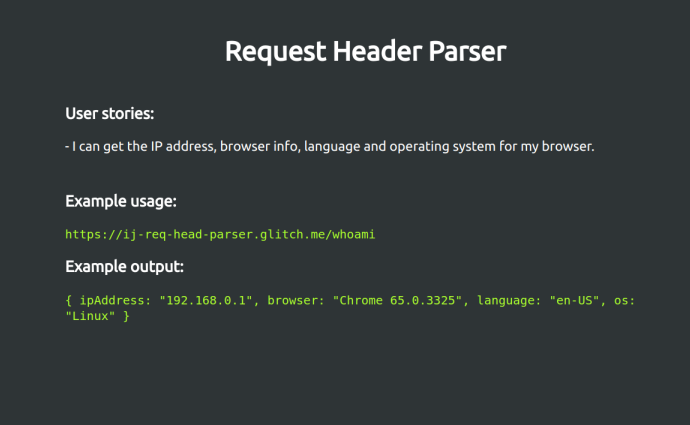 Request Header Parser
User stories:
- I can get the IP address, browser info, language and operating system for my browser.
Example usage:
https://ij-req-head-parser.glitch.me/whoami
Example output:
{ ipAddress: "192.168.0.1", browser: "Chrome 65.0.3325", language: "en-US", os:
"Linux" }